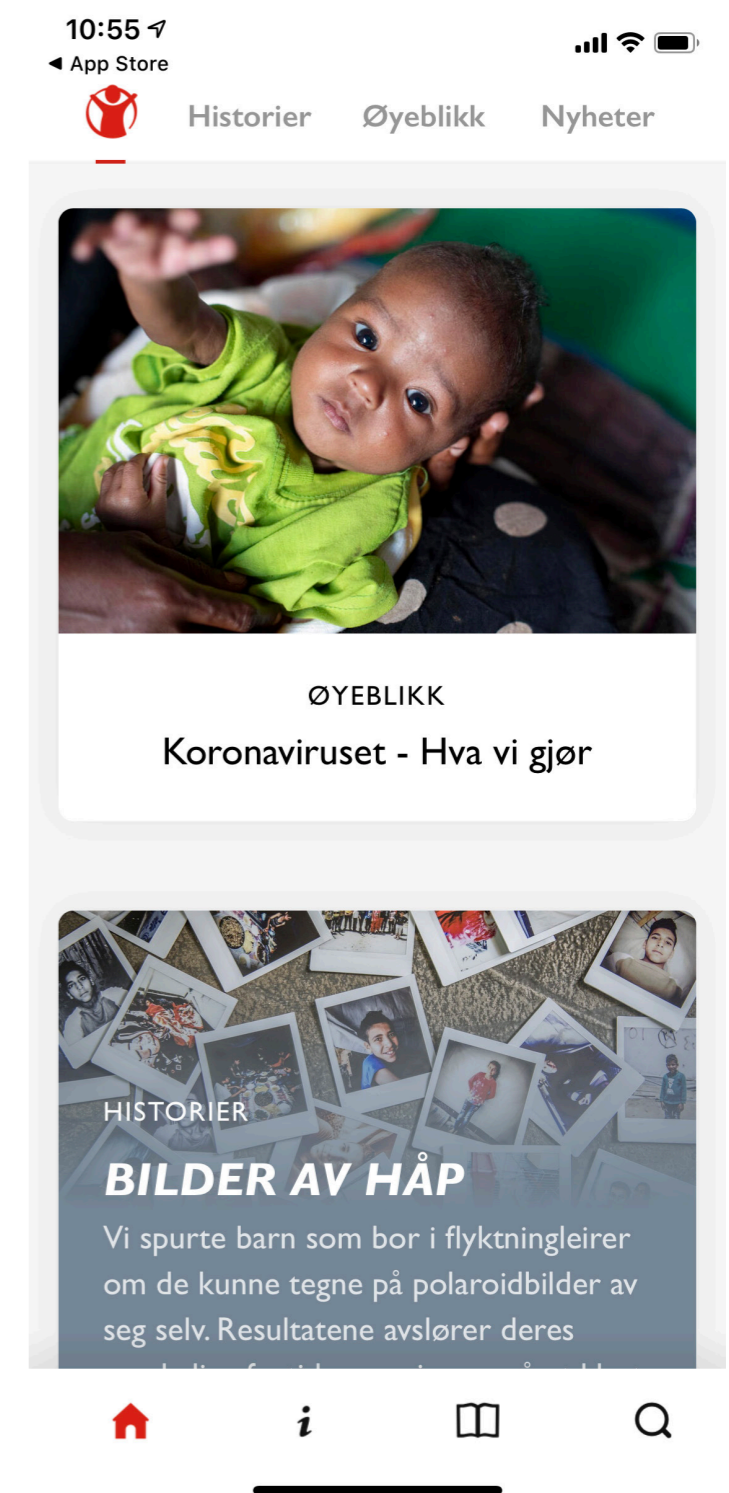 10:55
◀ App Store
Historier Øyeblikk Nyheter
ØYEBLIKK
Koronaviruset - Hva vi gjør
HISTORIER
BILDER AV HÅP
Vi spurte barn som bor i flyktningleirer
om de kunne tegne på polaroidbilder av
seg selv. Resultatene avslører deres